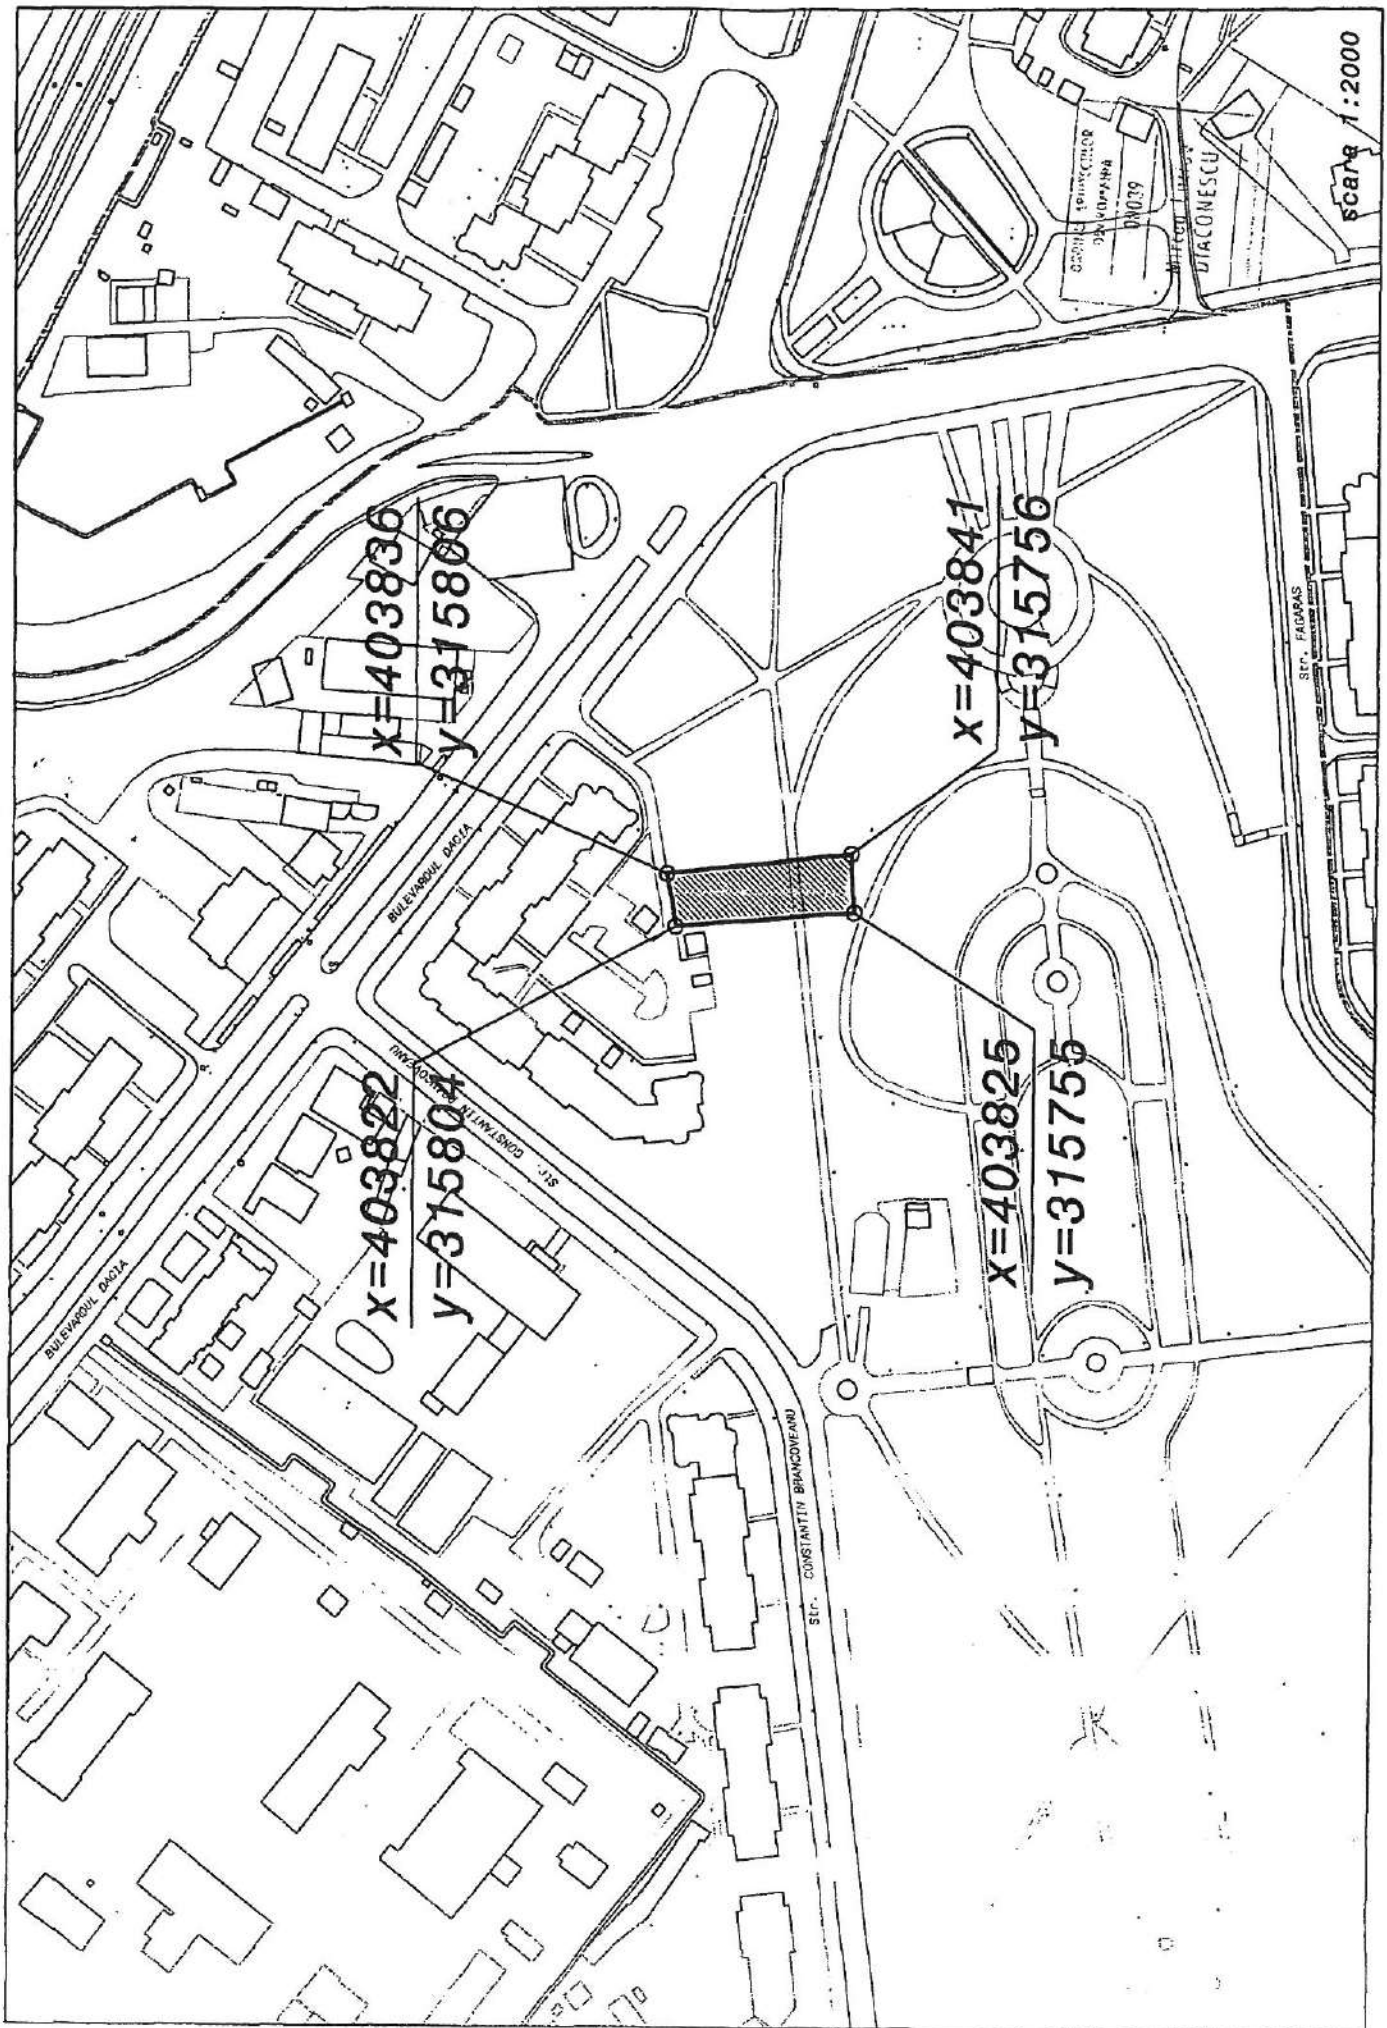 scara 1:2000
x=403836
y=315806
x=403841
y=315756
Str. FAGARAS
BULEVARDUL DACIA
0N039
DIACONESCU
x=403822
y=315804
Str. CONSTANTIN BRANCOVEANU
x=403825
y=315755
BULEVARDUL DACIA
Str. CONSTANTIN BRANCOVEANU